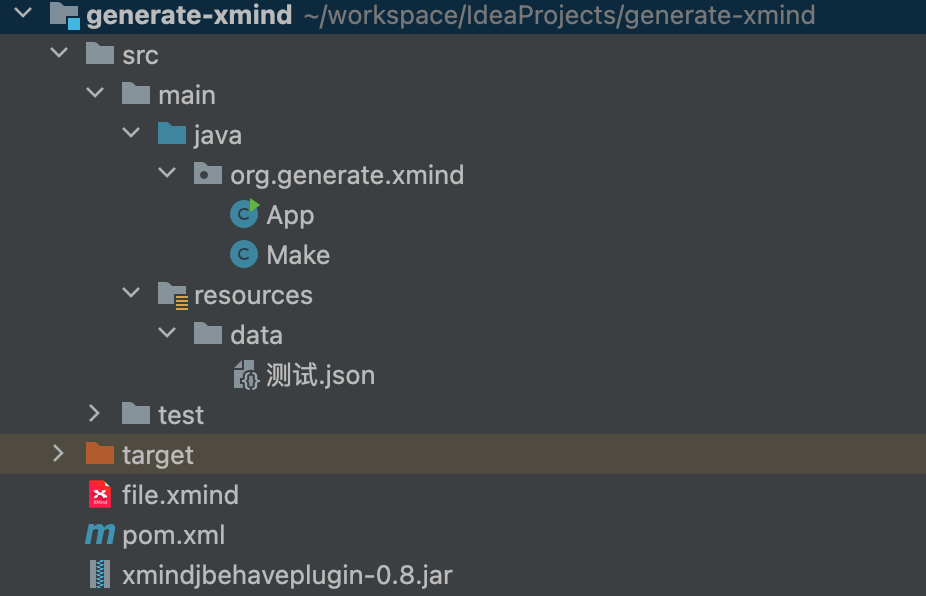 generate-xmind ~/workspace/IdeaProjects/generate-xmind
src
main
java
org.generate.xmind
C App
C Make
resources
data
测试.json
test
target
file.xmind
m pom.xml
xmindjbehaveplugin-0.8.jar